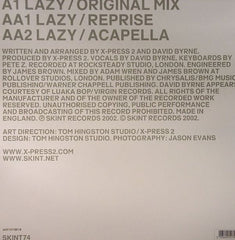 A1 LAZY / ORIGINAL MIX
AA1 LAZY / REPRISE
AA2 LAZY / ACAPELLA
WRITTEN AND ARRANGED BY X-PRESS 2 AND DAVID BYRNE.
PRODUCED BY X-PRESS 2. VOCALS BY DAVID BYRNE, KEYBOARDS BY
PETE Z. RECORDED AT ROCKSTEADY STUDIO, LONDON. ENGINEERED
BY JAMES BROWN. MIXED BY ADAM WREN AND JAMES BROWN AT
ROLLOVER STUDIOS, LONDON. PUBLISHED BY CHRYSALIS/BMG MUSIC
PUBLISHING/WARNER CHAPPELL PUBLISHING. DAVID BYRNE APPEARS
COURTESY OF LUAKA BOP/VIRGIN RECORDS. ALL RIGHTS OF THE
MANUFACTURER AND OF THE OWNER OF THE RECORDED WORK
RESERVED. UNAUTHORISED COPYING, PUBLIC PERFORMANCE
AND BROADCASTING OF THIS RECORD PROHIBITED. MADE IN
ENGLAND. ℗ SKINT RECORDS 2002. © SKINT RECORDS 2002.
ART DIRECTION: TOM HINGSTON STUDIO / X-PRESS 2
DESIGN: TOM HINGSTON STUDIO. PHOTOGRAPHY: JASON EVANS
WWW.X-PRESS2.COM
WWW.SKINT.NET
SKINT74